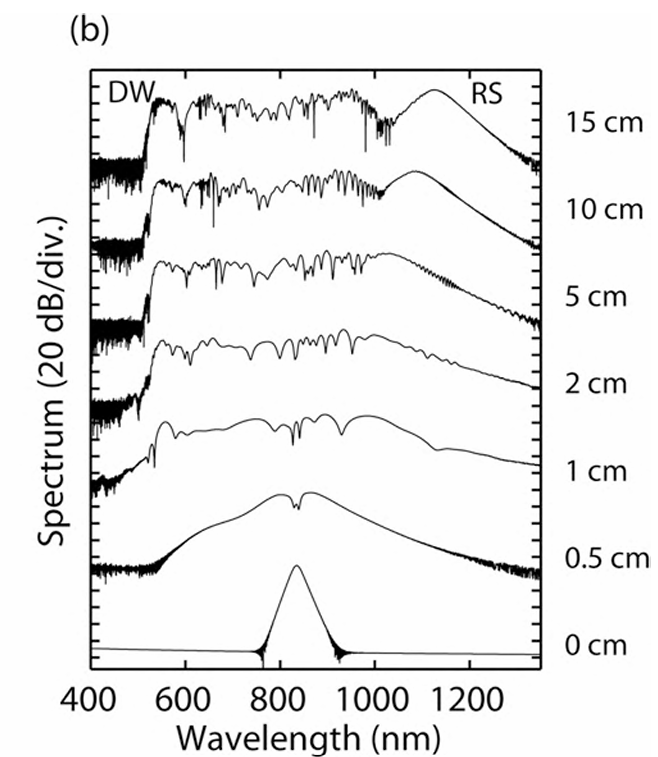 (b)
DW
RS
15 cm
10 cm
5 cm
2 cm
1 cm
0.5 cm
0 cm
Spectrum (20 dB/div.)
400 600 800 1000 1200
Wavelength (nm)